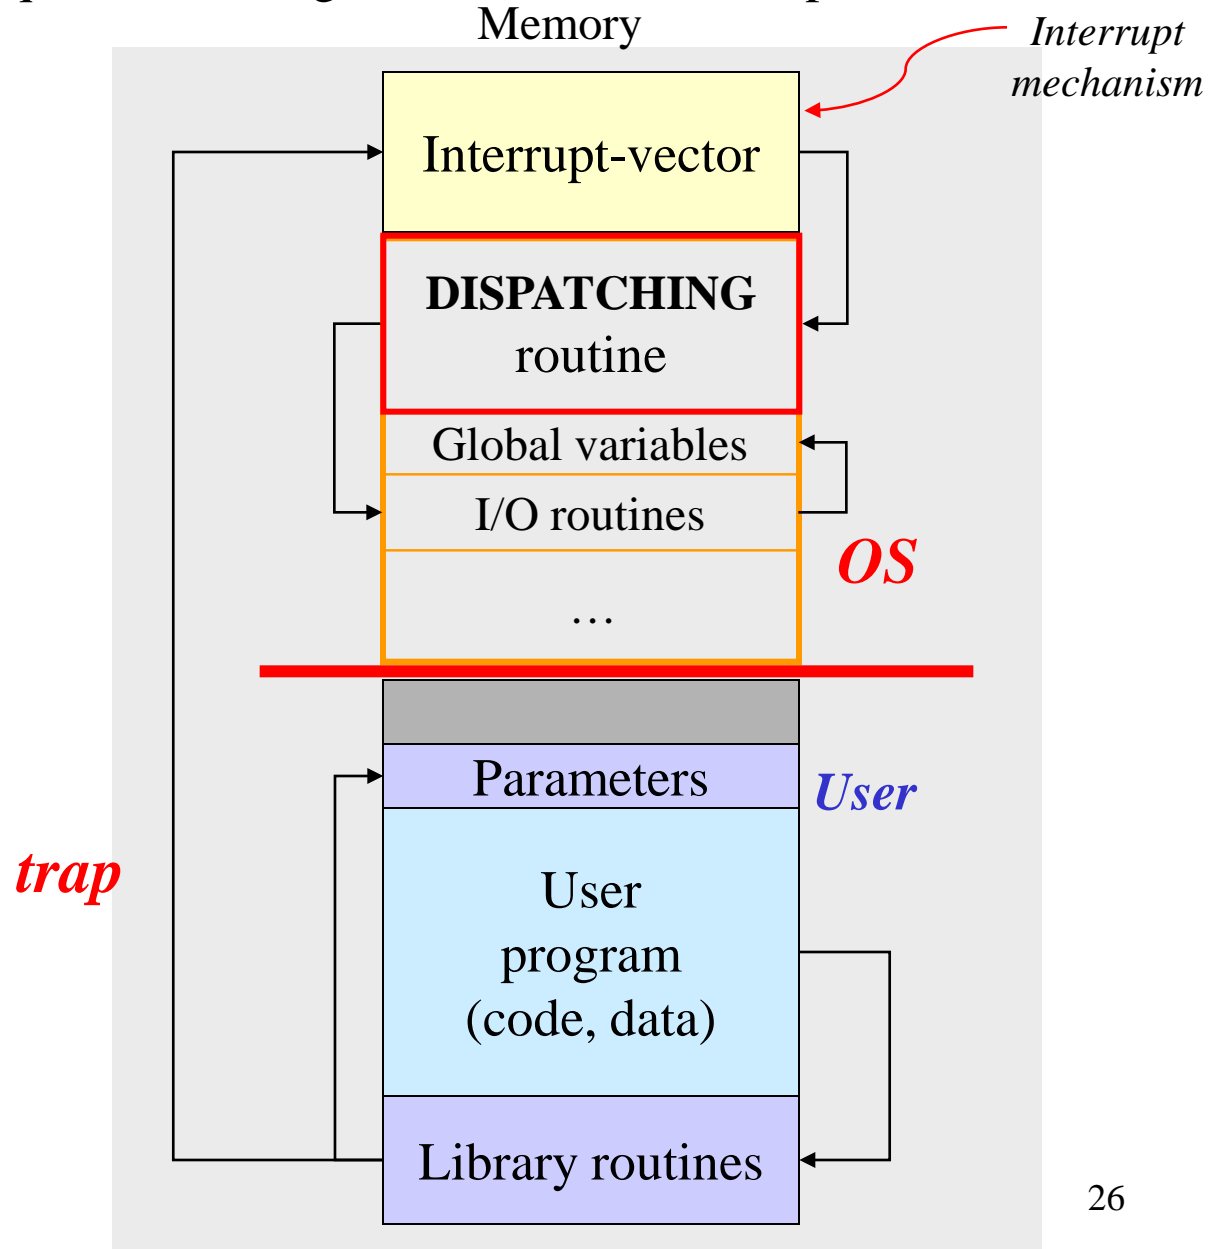 Memory
Interrupt
mechanism
Interrupt-vector
DISPATCHING
routine
Global variables
I/O routines
OS
…
Parameters
User
trap
User
program
(code, data)
Library routines
26